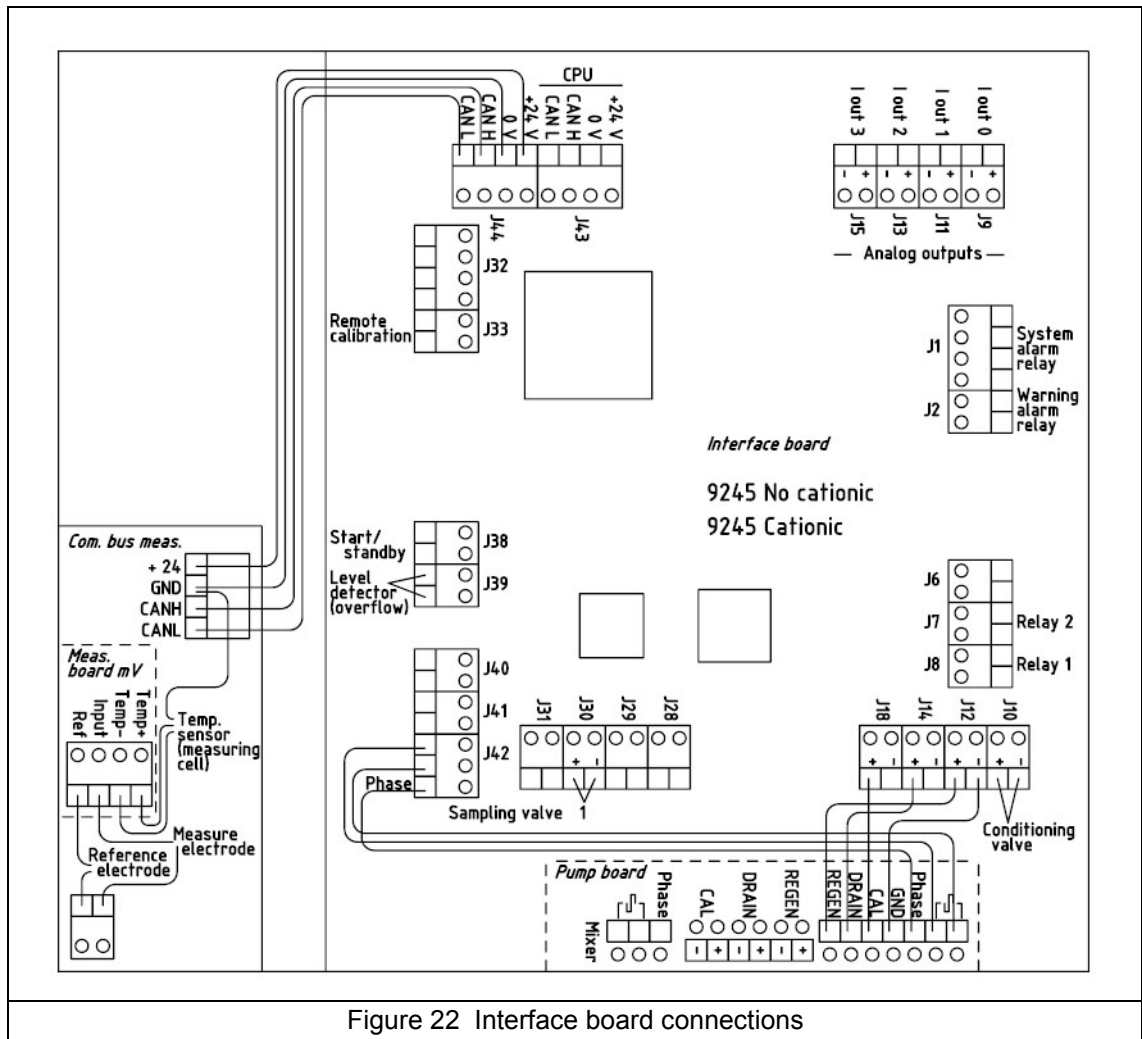 CPU
CAN L
CAN H
0 V
+24 V
CAN L
CAN H
0 V
+24 V
J44
J43
I out 3
I out 2
I out 1
I out 0
- + - + - + - +
J15
J13
J11
J9
— Analog outputs —
J32
Remote
calibration
J33
J1
System
alarm
relay
J2
Warning
alarm
relay
Interface board
9245 No cationic
9245 Cationic
Com. bus meas.
+ 24
GND
CANH
CANL
Start/
standby
J38
Level
detector
(overflow)
J39
J6
J7
Relay 2
J8
Relay 1
Meas.
board mV
Ref
Input
Temp-
Temp+
Temp.
sensor
(measuring
cell)
Measure
electrode
Reference
electrode
J40
J41
J42
Phase
J31
J30
J29
J28
+ -
Sampling valve 1
J18
J14
J12
J10
+ + - + - + -
Conditioning
valve
Pump board
Mixer
Phase
CAL
DRAIN
REGEN
- + - + - +
REGEN
DRAIN
CAL
GND
Phase
Figure 22 Interface board connections